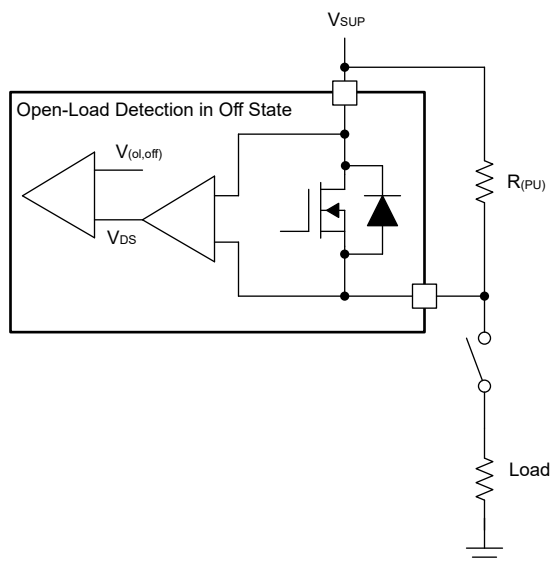 VSUP
Open-Load Detection in Off State
V(ol,off)
R(PU)
VDS
Load